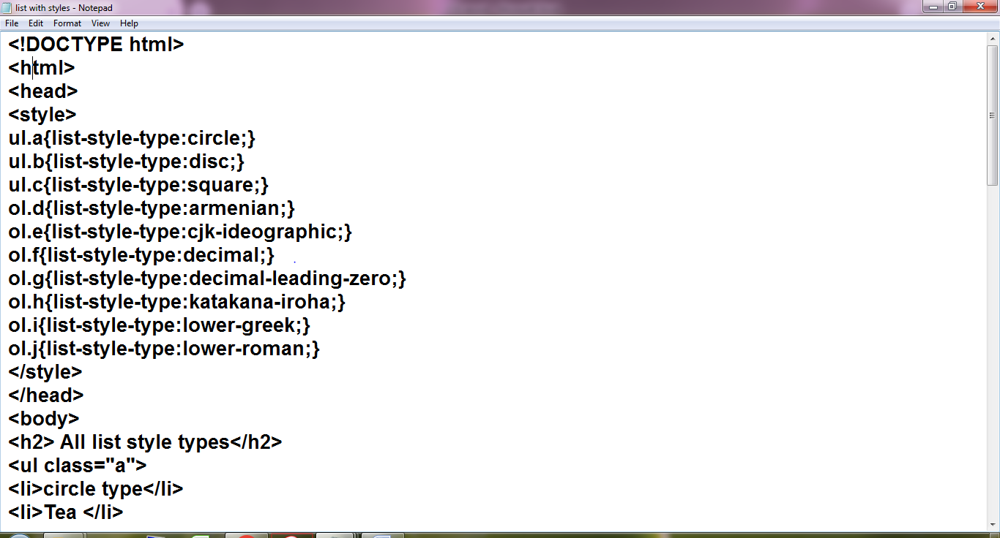 list with styles - Notepad
File Edit Format View Help
<!DOCTYPE html>
<html>
<head>
<style>
ul.a{list-style-type:circle;}
ul.b{list-style-type:disc;}
ul.c{list-style-type:square;}
ol.d{list-style-type:armenian;}
ol.e{list-style-type:cjk-ideographic;}
ol.f{list-style-type:decimal;}
ol.g{list-style-type:decimal-leading-zero;}
ol.h{list-style-type:katakana-iroha;}
ol.i{list-style-type:lower-greek;}
ol.j{list-style-type:lower-roman;}
</style>
</head>
<body>
<h2> All list style types</h2>
<ul class="a">
<li>circle type</li>
<li>Tea </li>